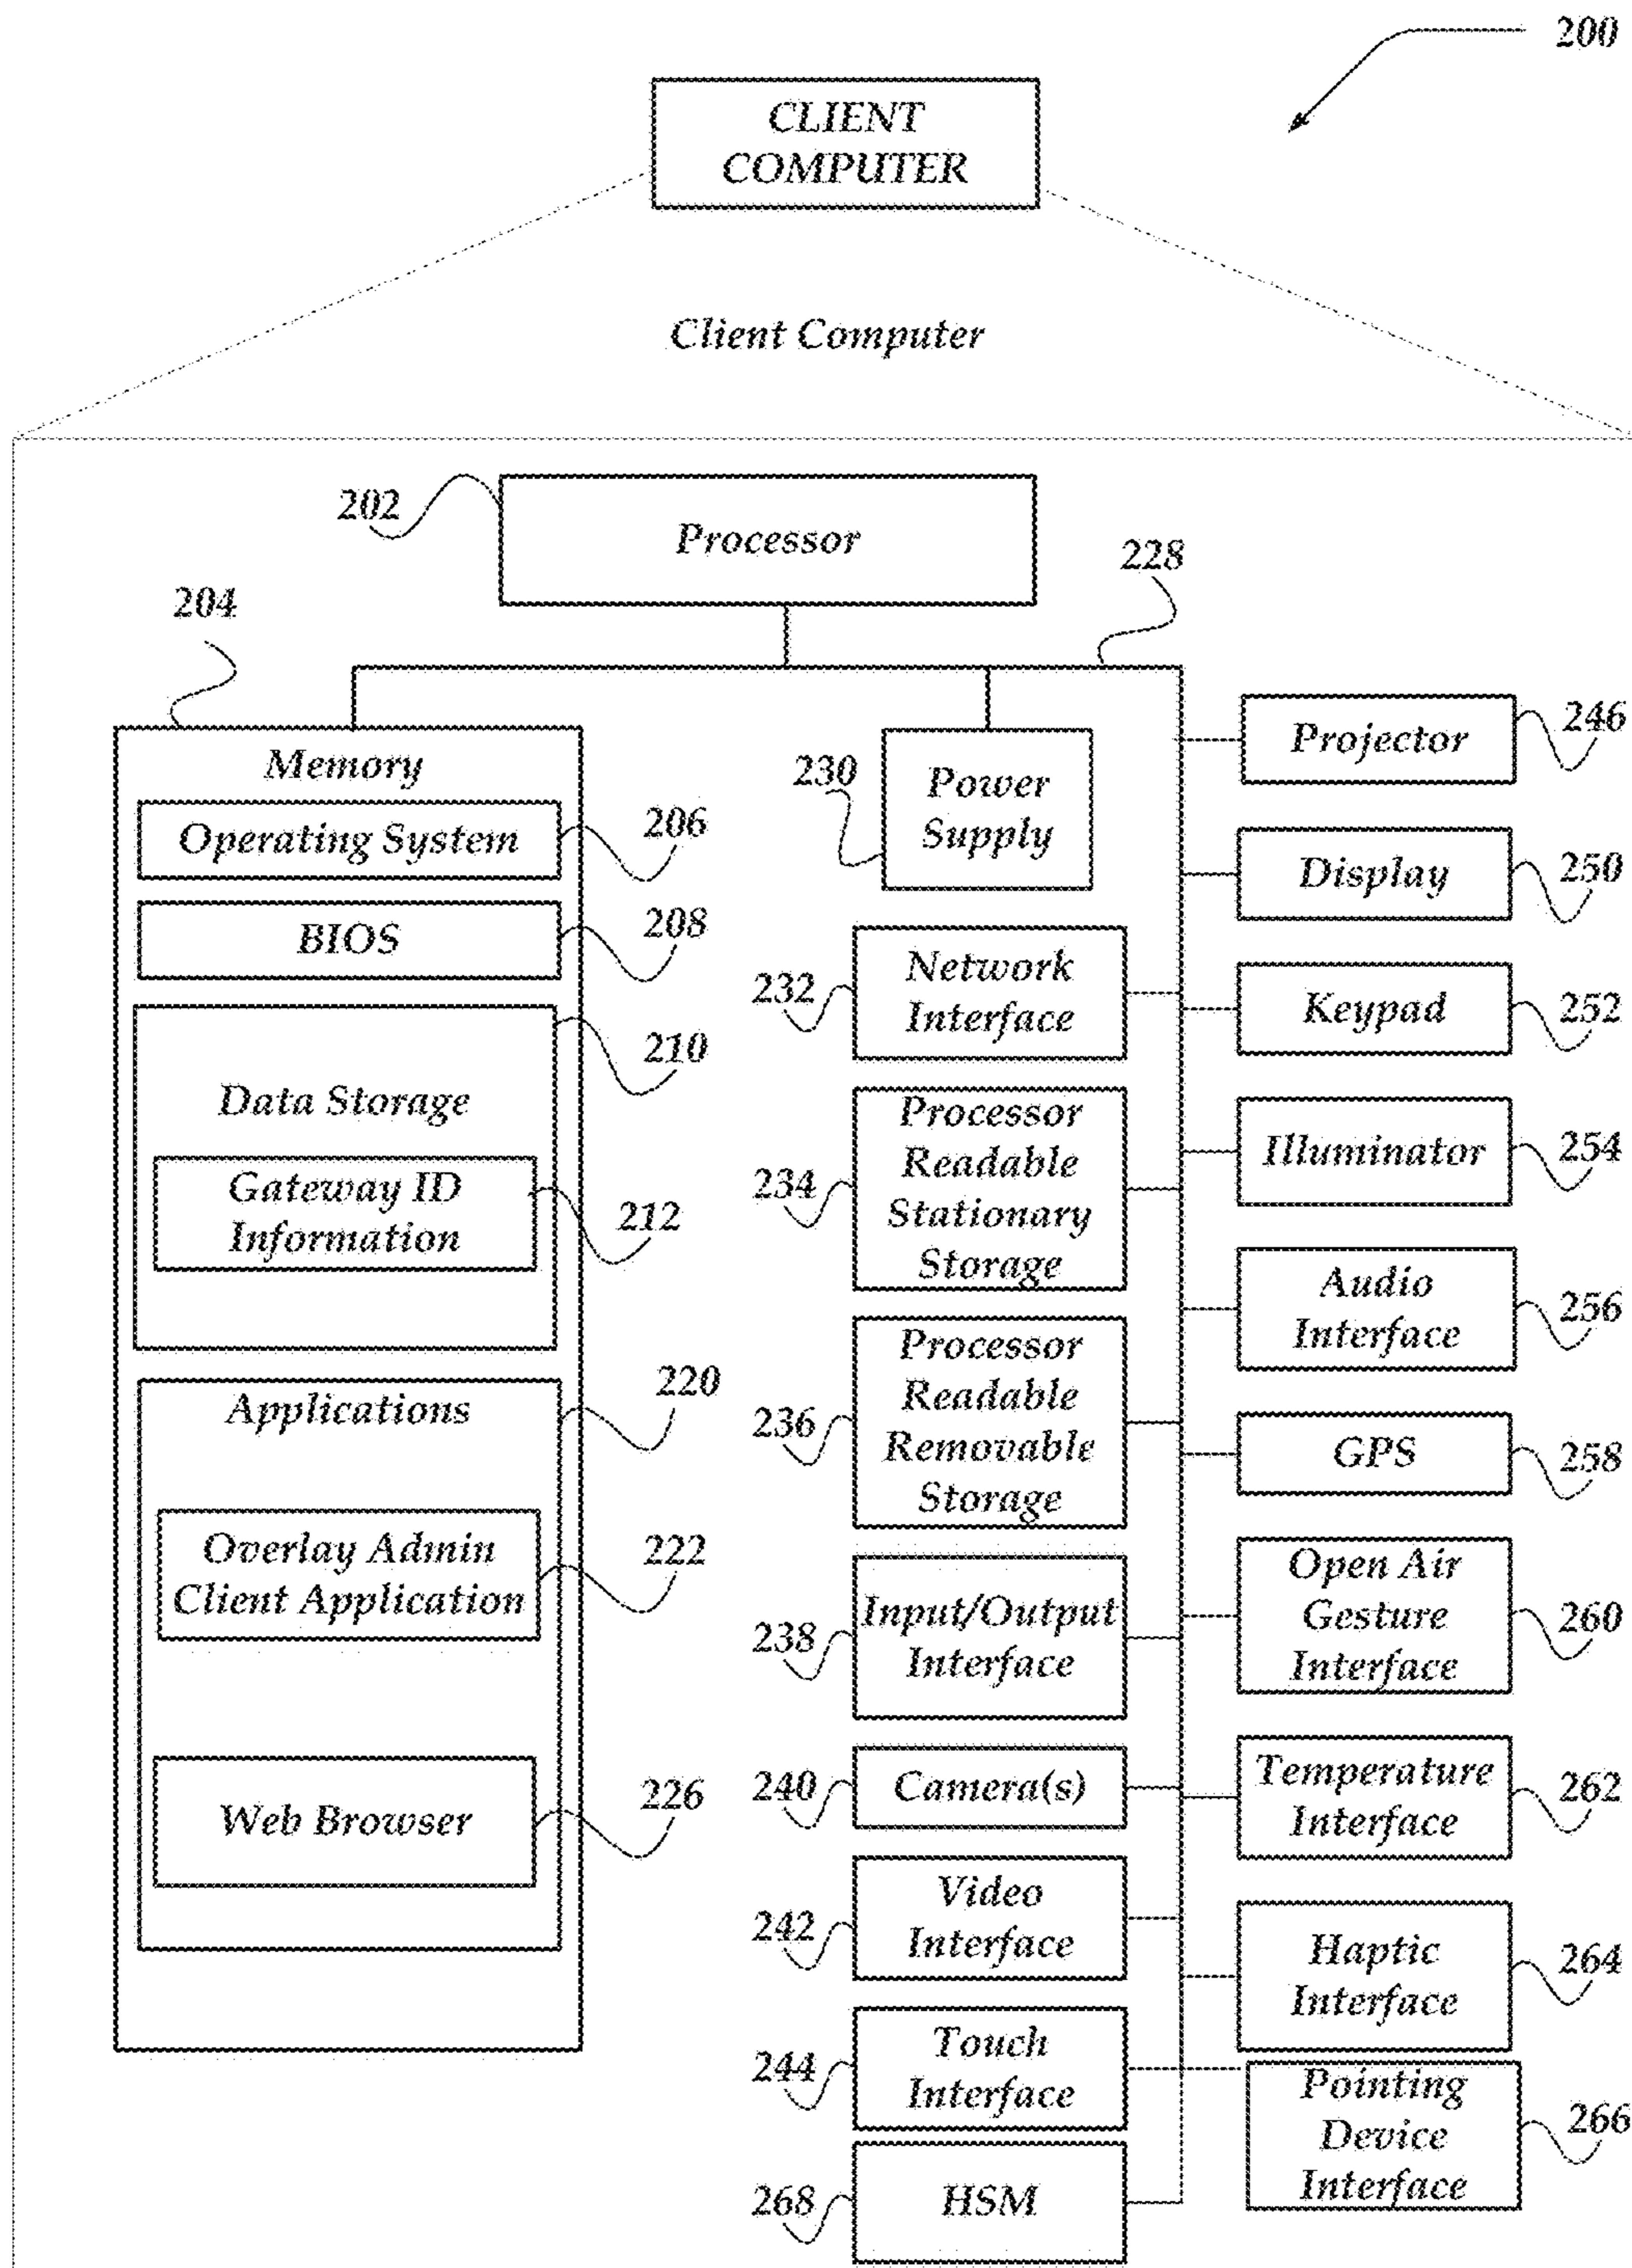 200
CLIENT
COMPUTER
Client Computer
202
Processor
228
204
Memory
Operating System
206
BIOS
208
210
Data Storage
Gateway ID
Information
212
220
Applications
Overlay Admin
Client Application
222
Web Browser
226
230
Power
Supply
232
Network
Interface
234
Processor
Readable
Stationary
Storage
236
Processor
Readable
Removable
Storage
238
Input/Output
Interface
240
Camera(s)
242
Video
Interface
244
Touch
Interface
268
HSM
Projector
246
Display
250
Keypad
252
Illuminator
254
Audio
Interface
256
GPS
258
Open Air
Gesture
Interface
260
Temperature
Interface
262
Haptic
Interface
264
Pointing
Device
Interface
266